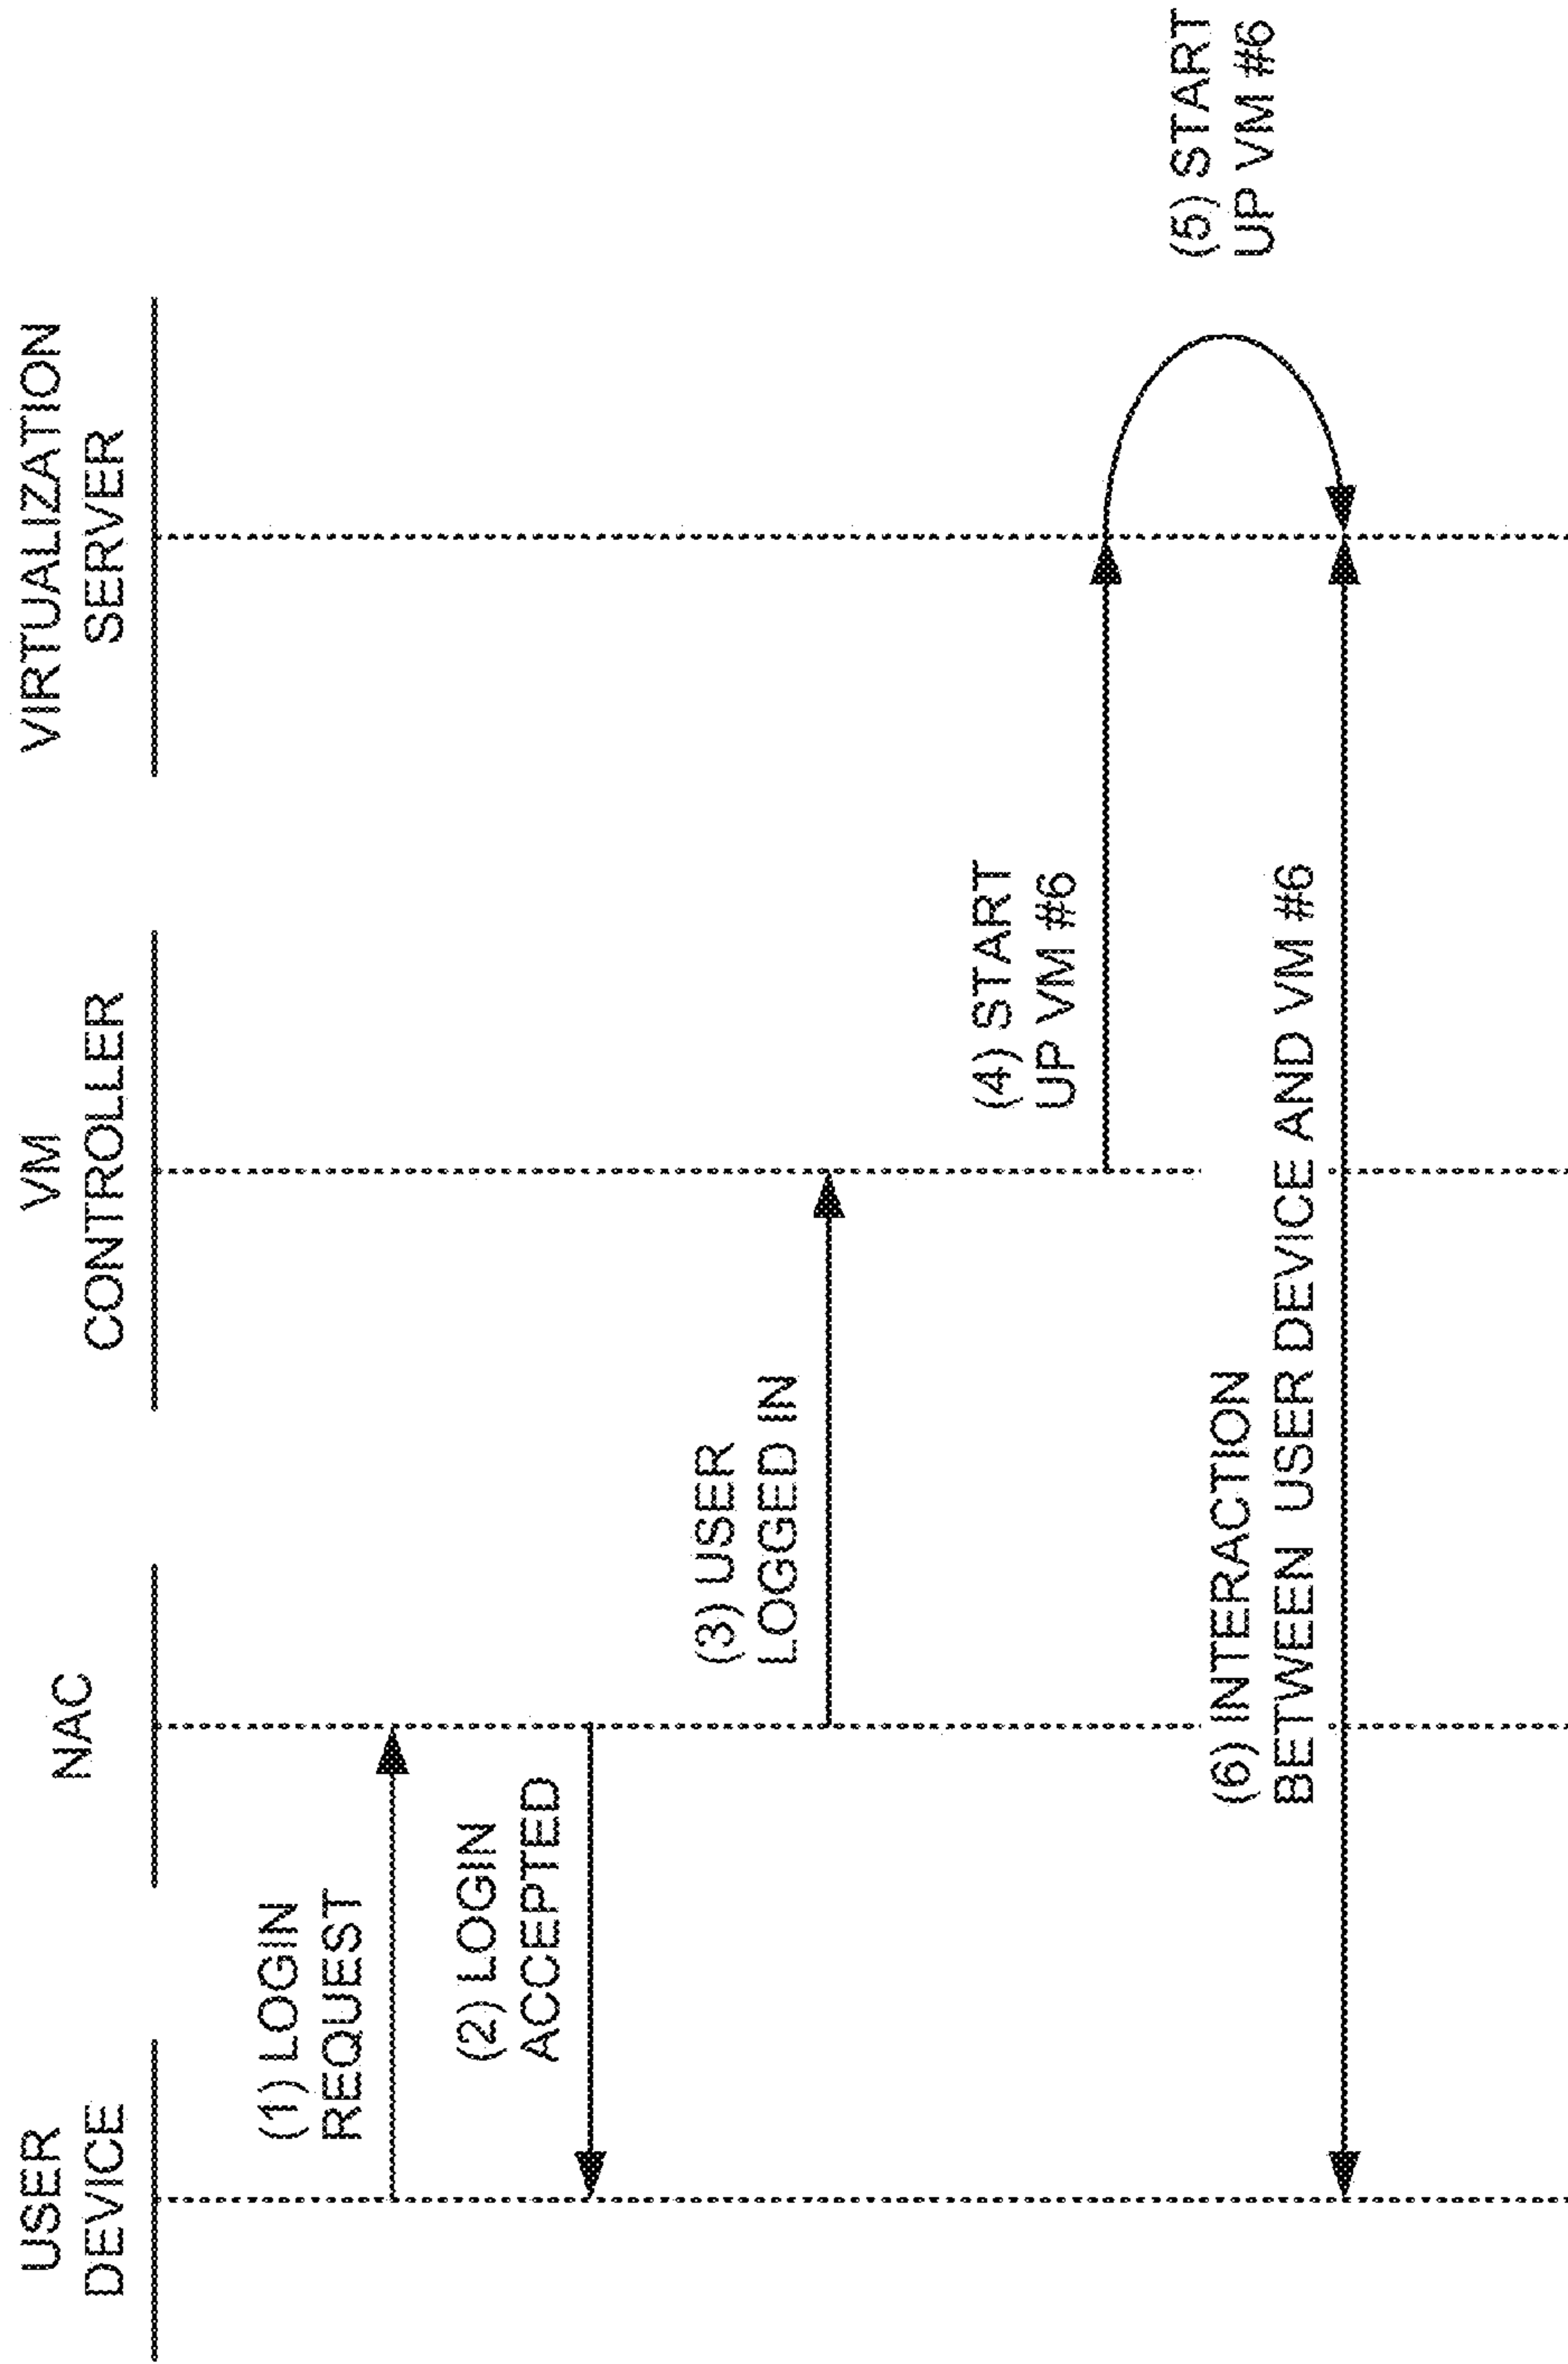 USER
DEVICE
NAC
VM
CONTROLLER
VIRTUALIZATION
SERVER
(1) LOGIN
REQUEST
(2) LOGIN
ACCEPTED
(3) USER
LOGGED IN
(4) START
UP VM #6
(5) START
UP VM #6
(6) INTERACTION
BETWEEN USER DEVICE AND VM #6